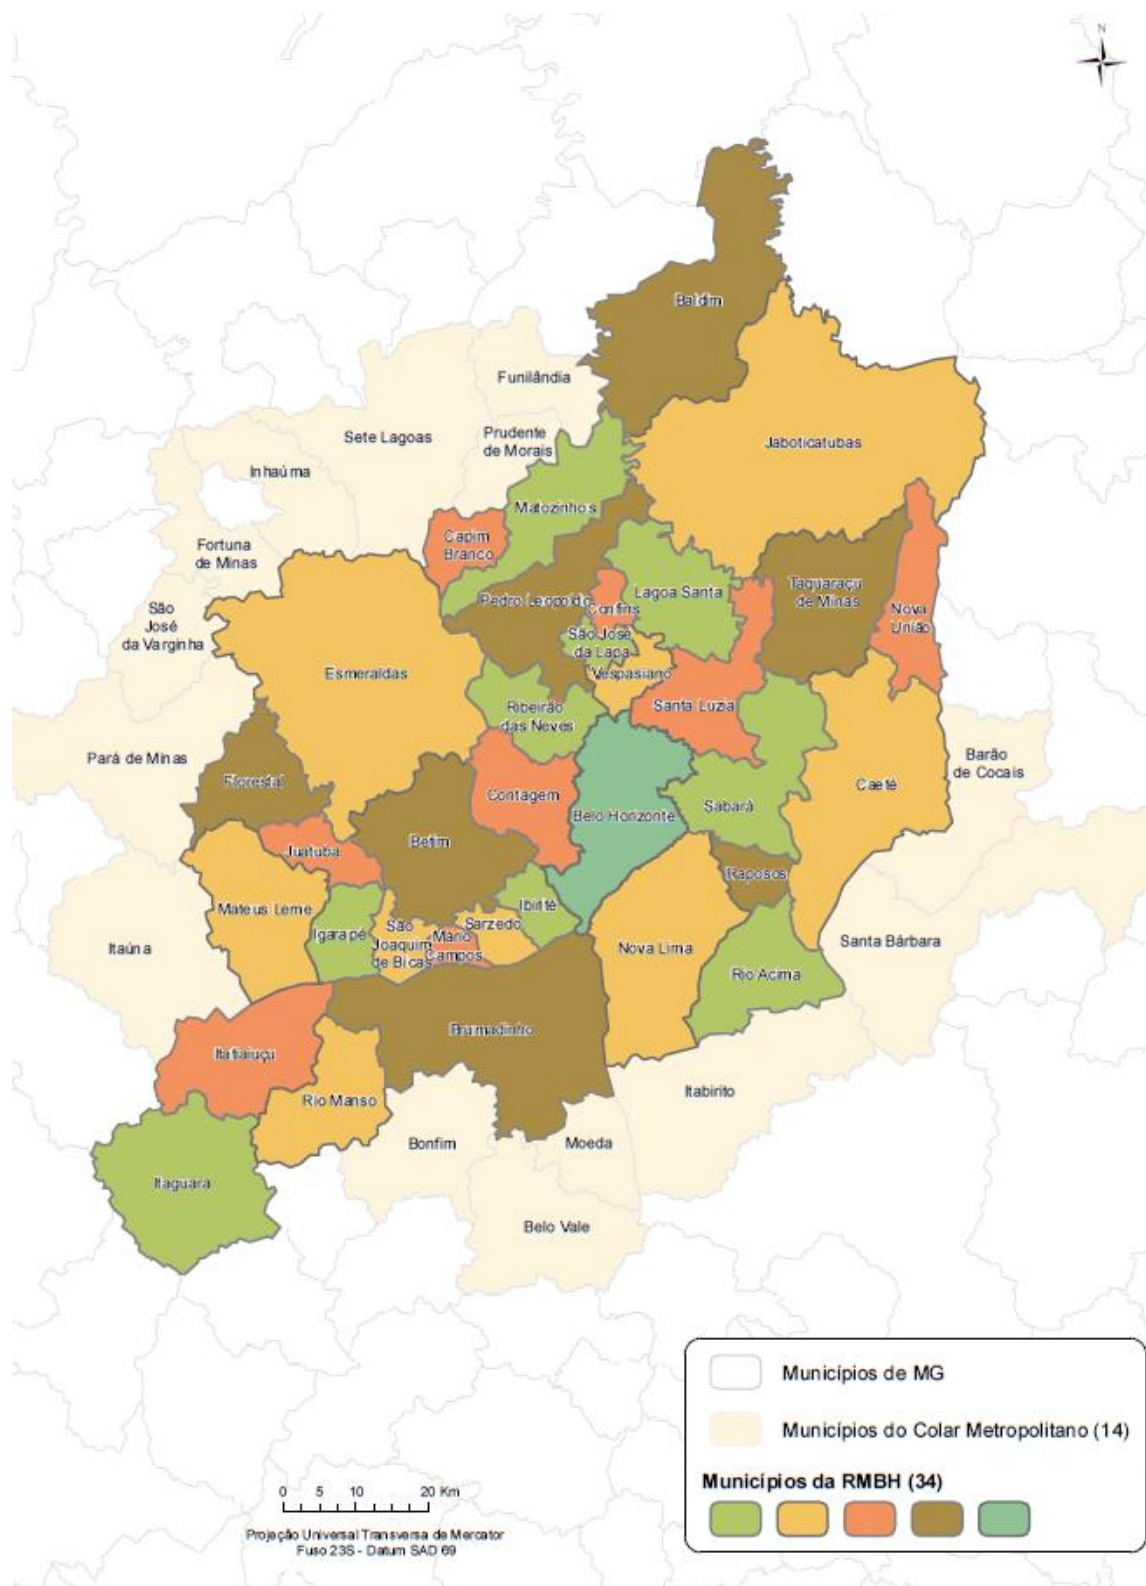 N
Baldim
Funilândia
Jaboticatubas
Sete Lagoas
Prudente
de Morais
Inhaúma
Matozinhos
Capim
Branco
Fortuna
de Minas
Taquaraçu
de Minas
Lagoa Santa
Pedro Leopoldo
Confins
São
José
da Varginha
Nova
União
São José
da Lapa
Esmeraldas
Vespasiano
Santa Luzia
Ribeirão
das Neves
Pará de Minas
Barão
de Cocais
Florestal
Caeté
Contagem
Sabará
Belo Horizonte
Betim
Juatuba
Raposos
Mateus Leme
Ibirité
São
Joaquim
de Bicas
Sarzedo
Igarapé
Mário
Campos
Itaúna
Nova Lima
Santa Bárbara
Rio Acima
Brumadinho
Itatiaiuçu
Itabirito
Rio Manso
Bonfim
Moeda
Itaguara
Belo Vale
Municípios de MG
Municípios do Colar Metropolitano (14)
Municípios da RMBH (34)
0 5 10 20 Km
Projeção Universal Transversa de Mercator
Fuso 23S - Datum SAD 69